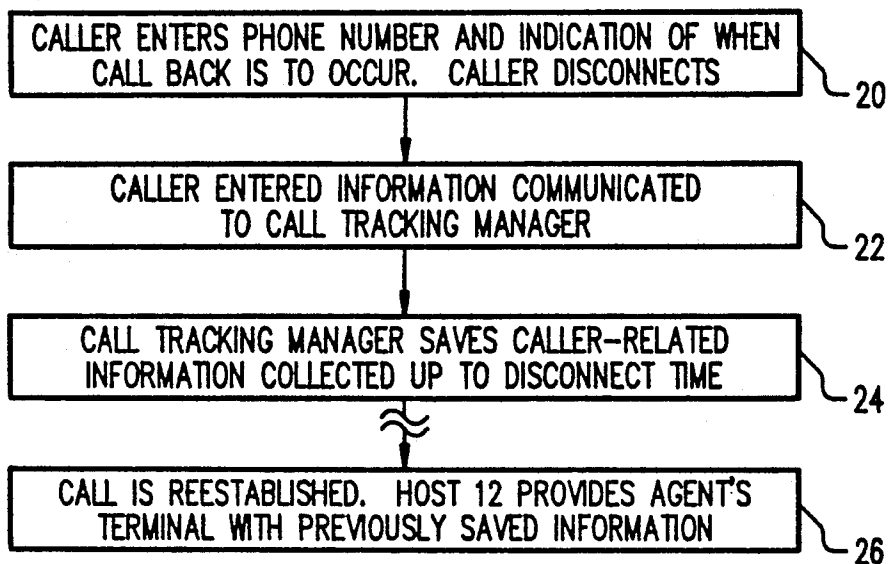 CALLER ENTERS PHONE NUMBER AND INDICATION OF WHEN
CALL BACK IS TO OCCUR. CALLER DISCONNECTS
20
CALLER ENTERED INFORMATION COMMUNICATED
TO CALL TRACKING MANAGER
22
CALL TRACKING MANAGER SAVES CALLER-RELATED
INFORMATION COLLECTED UP TO DISCONNECT TIME
24
CALL IS REESTABLISHED. HOST 12 PROVIDES AGENT'S
TERMINAL WITH PREVIOUSLY SAVED INFORMATION
26